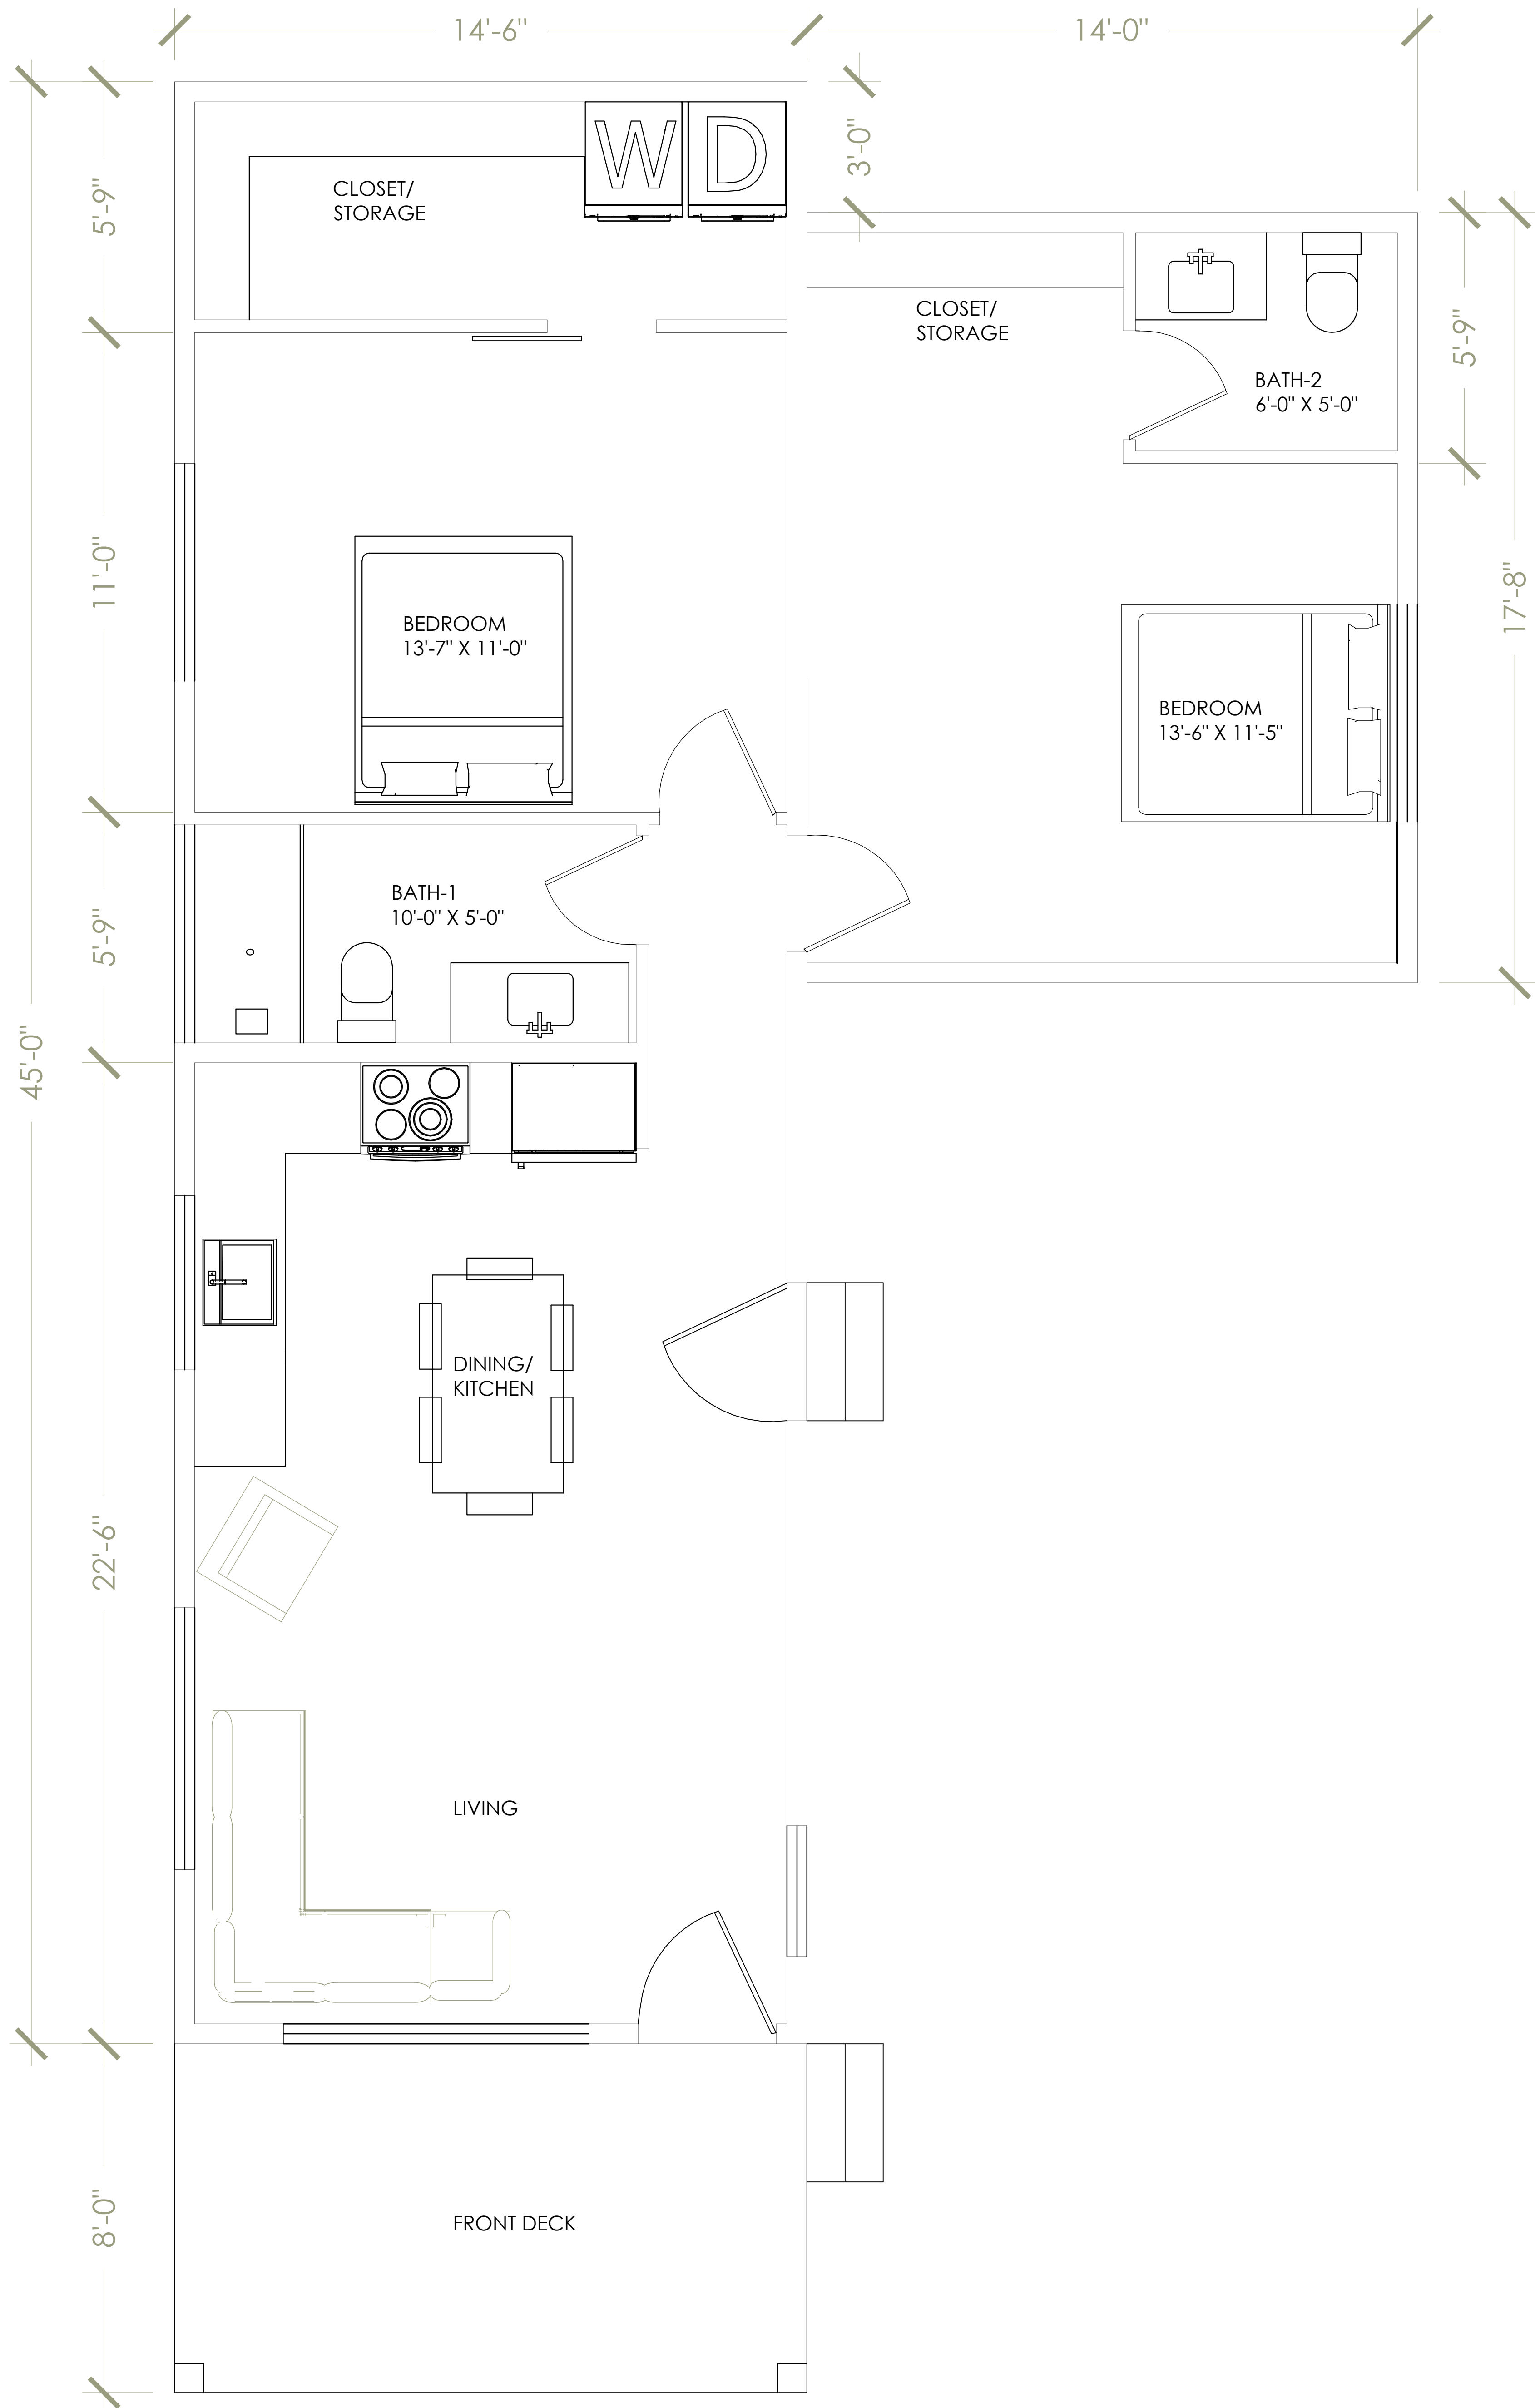 14'-6"
14'-0"
3'-0"
5'-9"
W D
CLOSET/
STORAGE
CLOSET/
STORAGE
5'-9"
BATH-2
6'-0" X 5'-0"
11'-0"
17'-8"
BEDROOM
13'-7" X 11'-0"
BEDROOM
13'-6" X 11'-5"
BATH-1
10'-0" X 5'-0"
5'-9"
45'-0"
DINING/
KITCHEN
22'-6"
LIVING
8'-0"
FRONT DECK